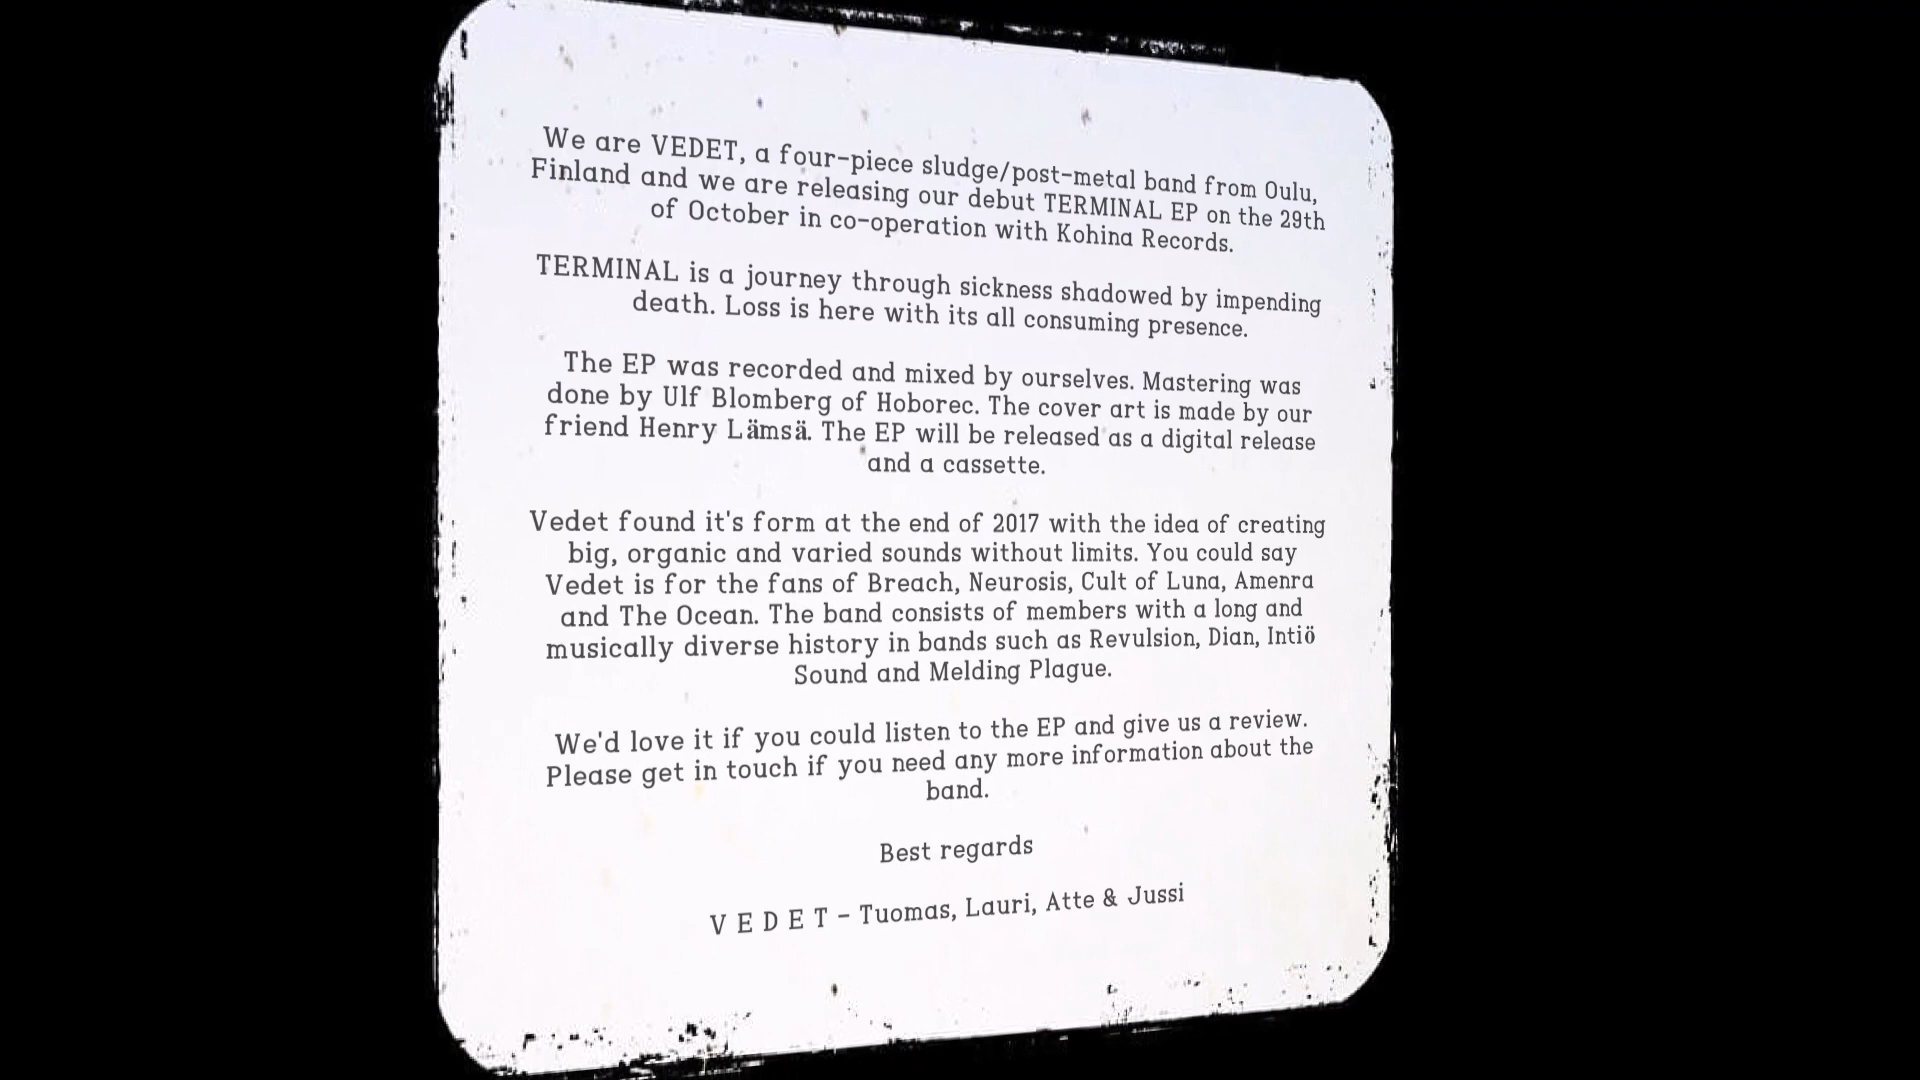 We are VEDET, a four-piece sludge/post-metal band from Oulu,
Finland and we are releasing our debut TERMINAL EP on the 29th
of October in co-operation with Kohina Records.
TERMINAL is a journey through sickness shadowed by impending
death. Loss is here with its all consuming presence.
The EP was recorded and mixed by ourselves. Mastering was
done by Ulf Blomberg of Hoborec. The cover art is made by our
friend Henry Lämsä. The EP will be released as a digital release
and a cassette.
Vedet found it's form at the end of 2017 with the idea of creating
big, organic and varied sounds without limits. You could say
Vedet is for the fans of Breach, Neurosis, Cult of Luna, Amenra
and The Ocean. The band consists of members with a long and
musically diverse history in bands such as Revulsion, Dian, Intiö
Sound and Melding Plague.
We'd love it if you could listen to the EP and give us a review.
Please get in touch if you need any more information about the
band.
Best regards
V E D E T - Tuomas, Lauri, Atte & Jussi